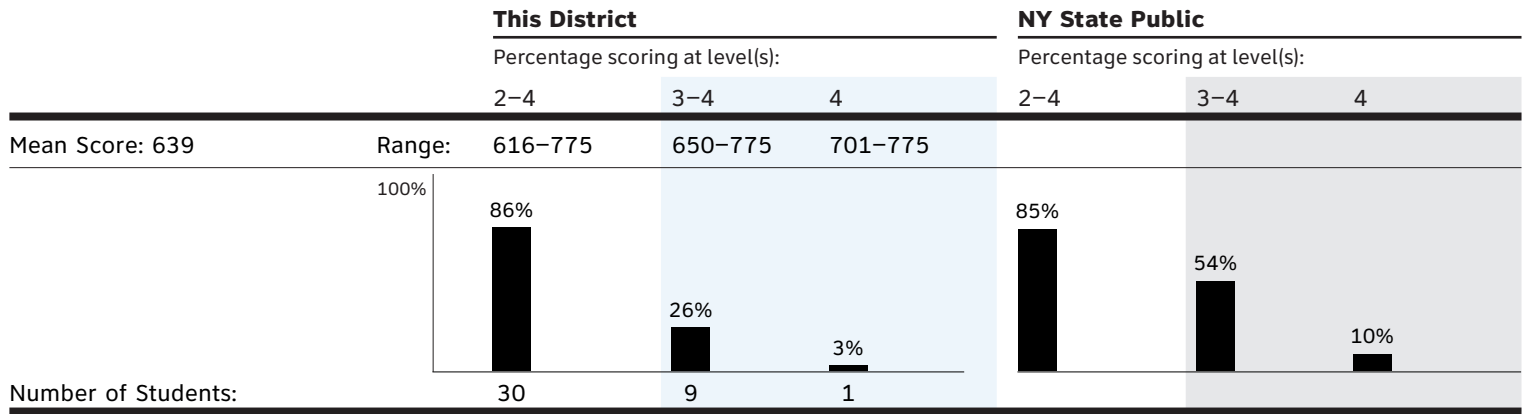 This District NY State Public
Percentage scoring at level(s): Percentage scoring at level(s):
2–4 3–4 4 2–4 3–4 4
Mean Score: 639 Range: 616–775 650–775 701–775
100%
86% 26% 3% 85% 54% 10%
Number of Students: 30 9 1